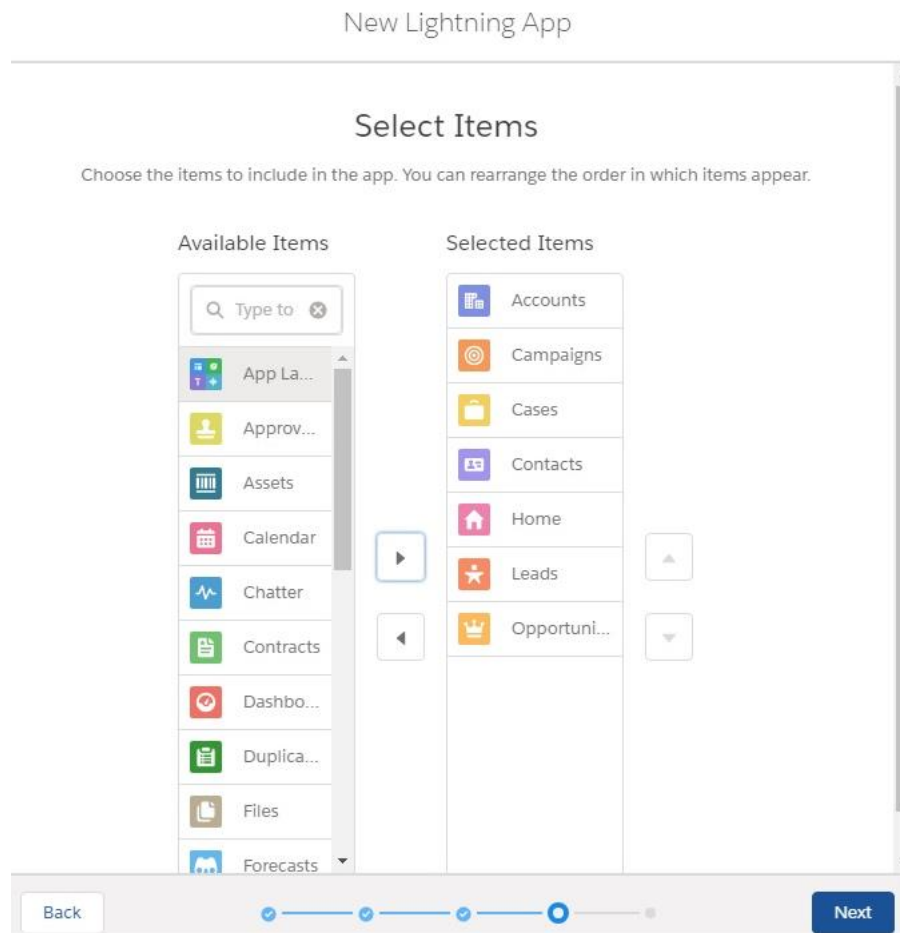 New Lightning App
Select Items
Choose the items to include in the app. You can rearrange the order in which items appear.
Available Items
Type to
App La...
Approv...
Assets
Calendar
Chatter
Contracts
Dashbo...
Duplica...
Files
Forecasts
Selected Items
Accounts
Campaigns
Cases
Contacts
Home
Leads
Opportuni...
Back
Next